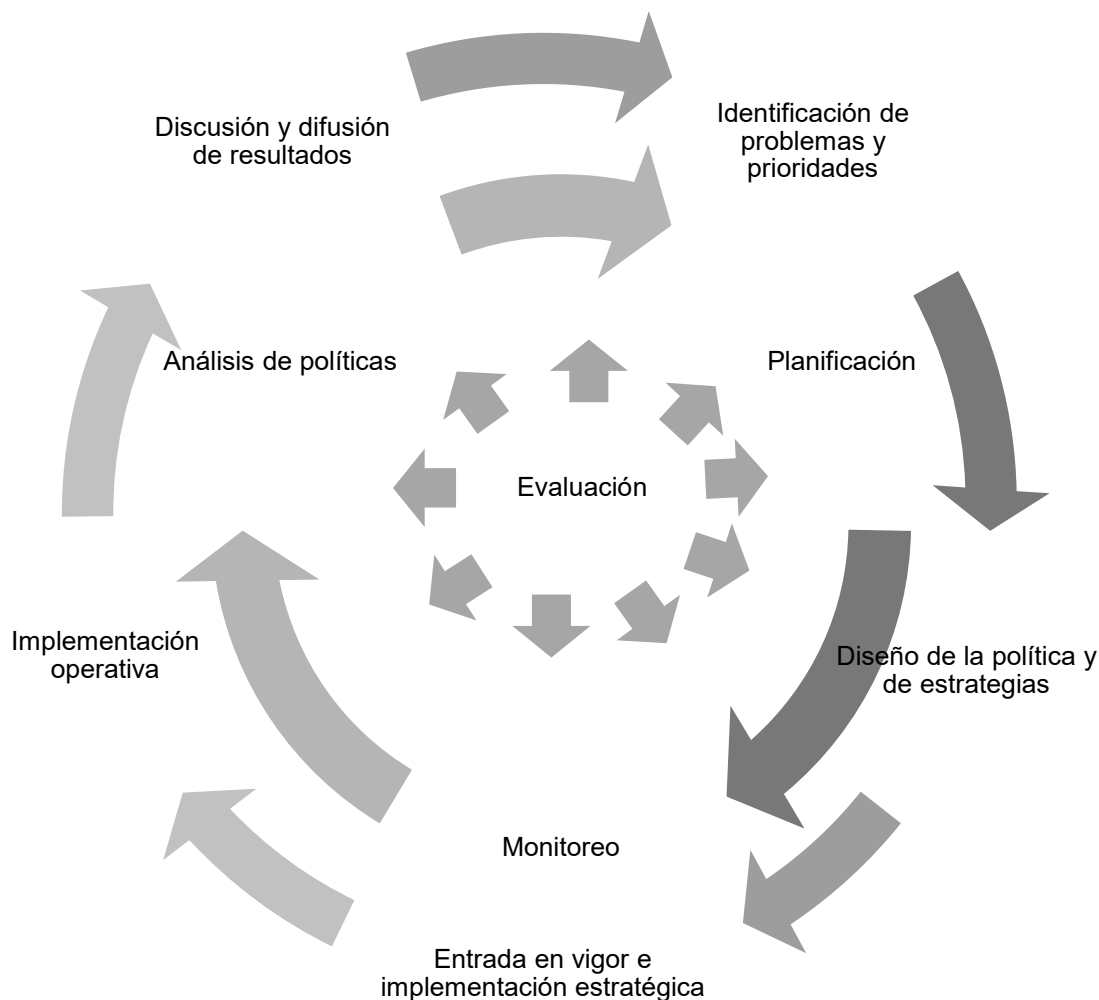 Discusión y difusión
de resultados
Identificación de
problemas y
prioridades
Análisis de políticas
Planificación
Evaluación
Implementación
operativa
Diseño de la política y
de estrategias
Monitoreo
Entrada en vigor e
implementación estratégica